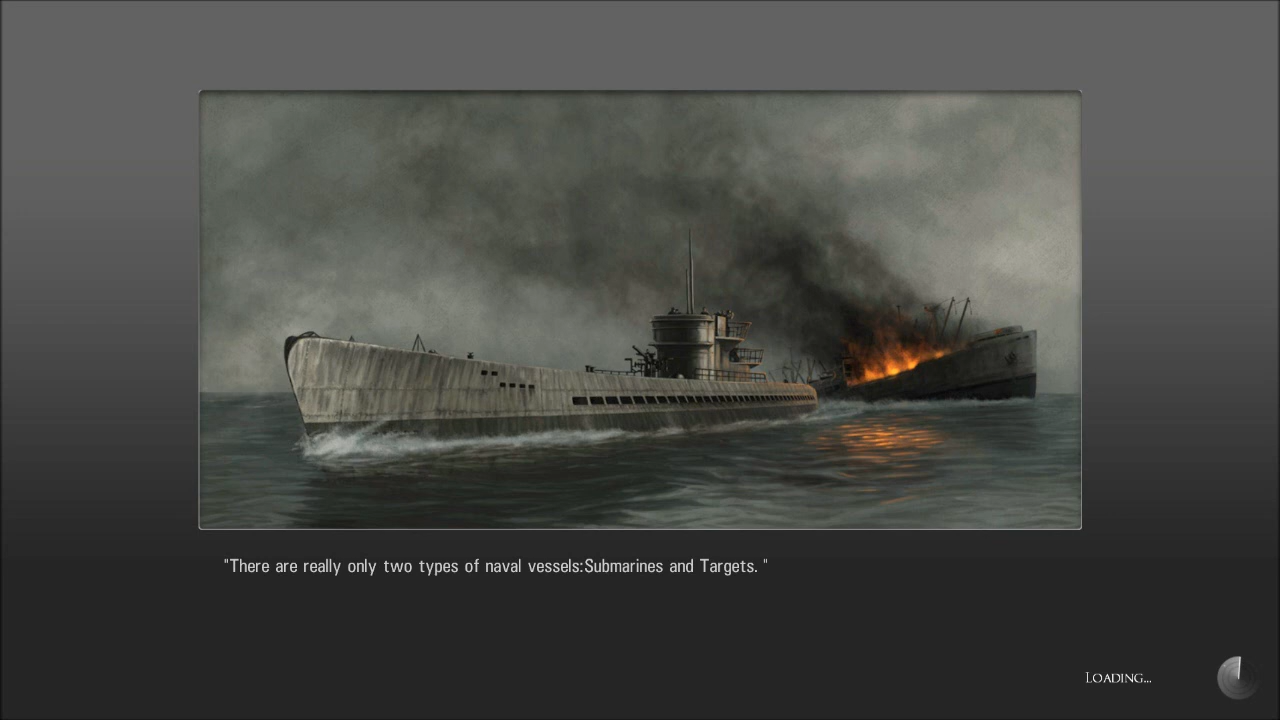 "There are really only two types of naval vessels:Submarines and Targets. "
Loading...